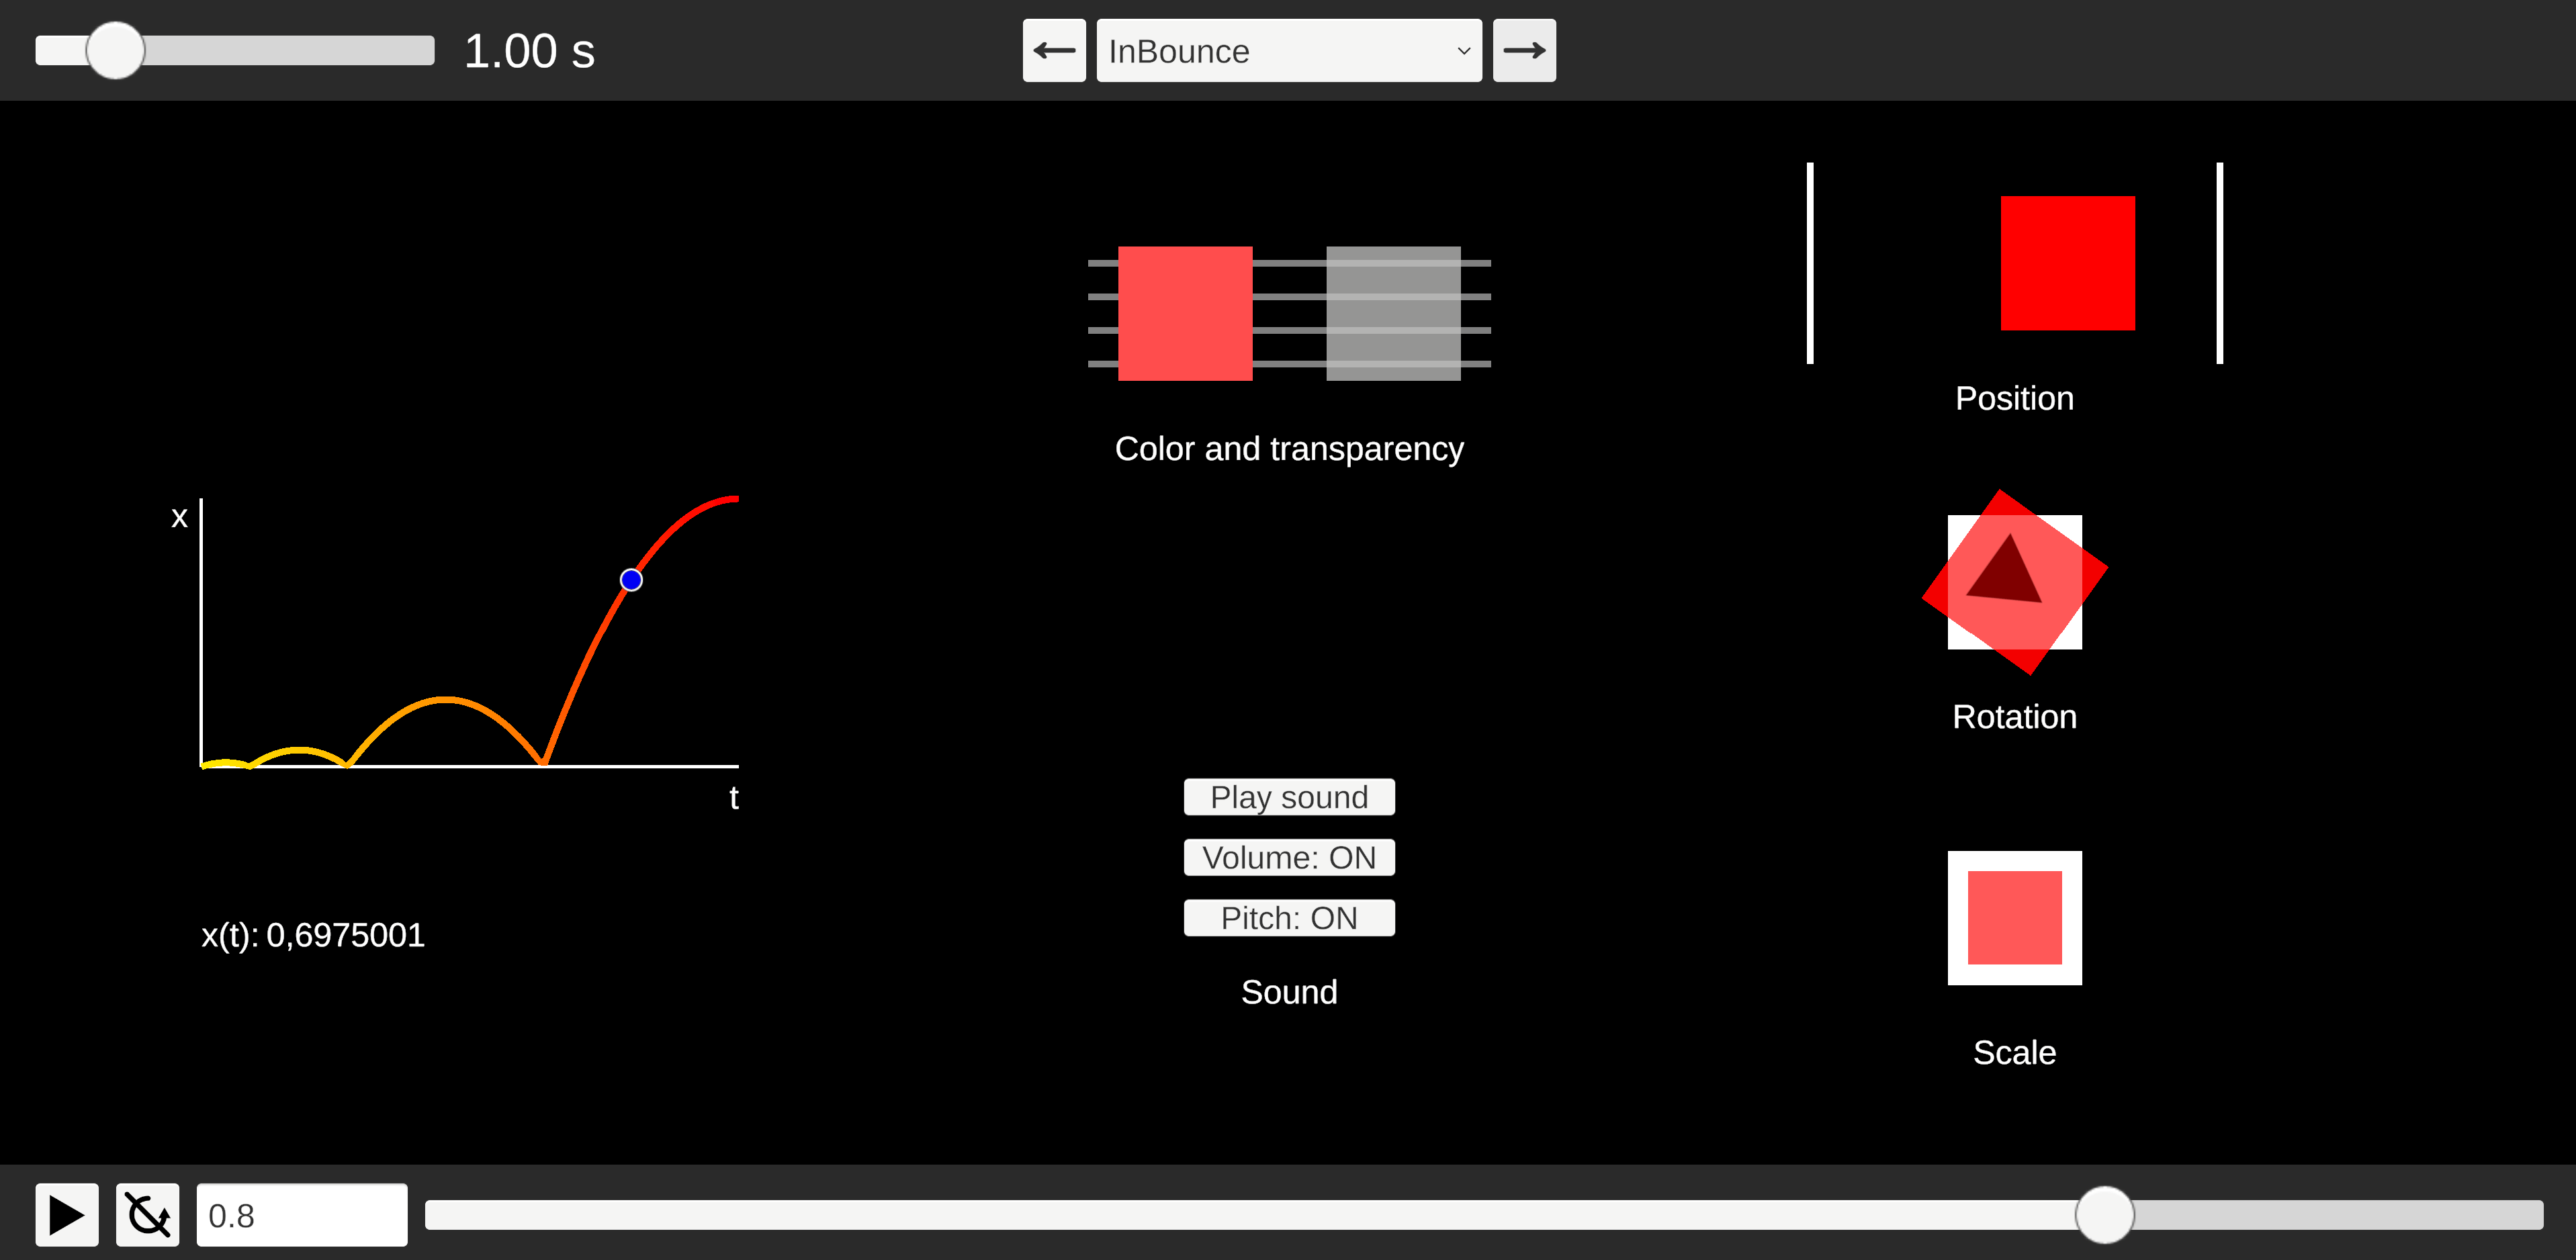 1.00 s
InBounce
Color and transparency
Position
x
t
Rotation
Play sound
Volume: ON
Pitch: ON
x(t): 0,6975001
Sound
Scale
0.8